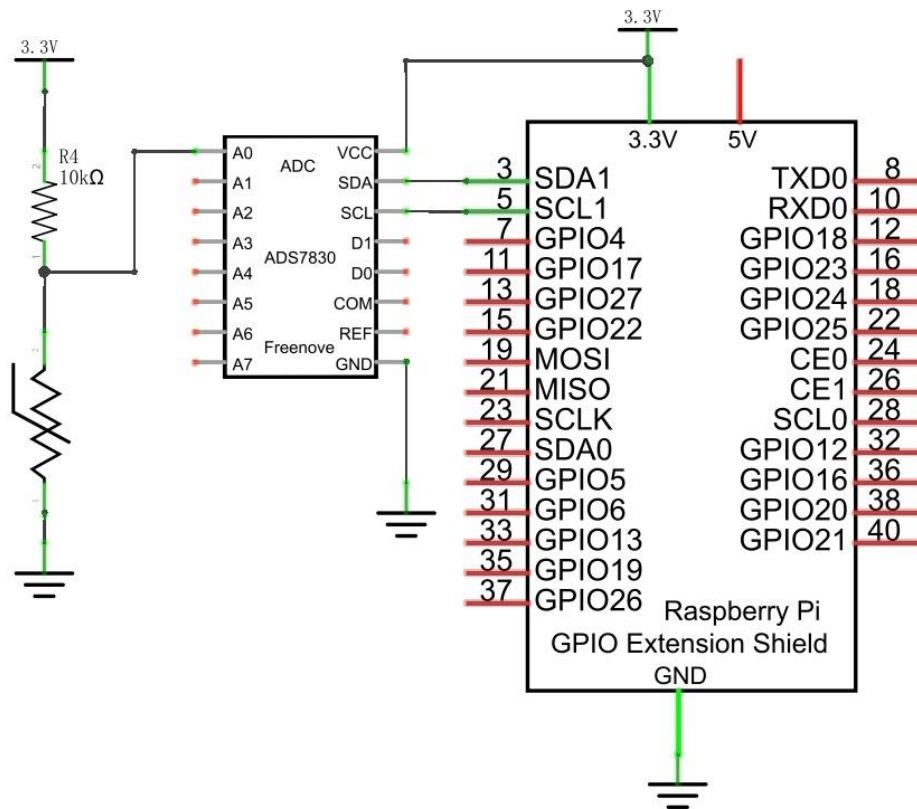 3.3V
R4
10kΩ
2
1
2
1
ADC
ADS7830
Freenove
A0
A1
A2
A3
A4
A5
A6
A7
VCC
SDA
SCL
D1
D0
COM
REF
GND
3.3V
3.3V 5V
3 SDA1 TXD0 8
5 SCL1 RXD0 10
7 GPIO4 GPIO18 12
11 GPIO17 GPIO23 16
13 GPIO27 GPIO24 18
15 GPIO22 GPIO25 22
19 MOSI CE0 24
21 MISO CE1 26
23 SCLK SCL0 28
27 SDA0 GPIO12 32
29 GPIO5 GPIO16 36
31 GPIO6 GPIO20 38
33 GPIO13 GPIO21 40
35 GPIO19
37 GPIO26
Raspberry Pi
GPIO Extension Shield
GND